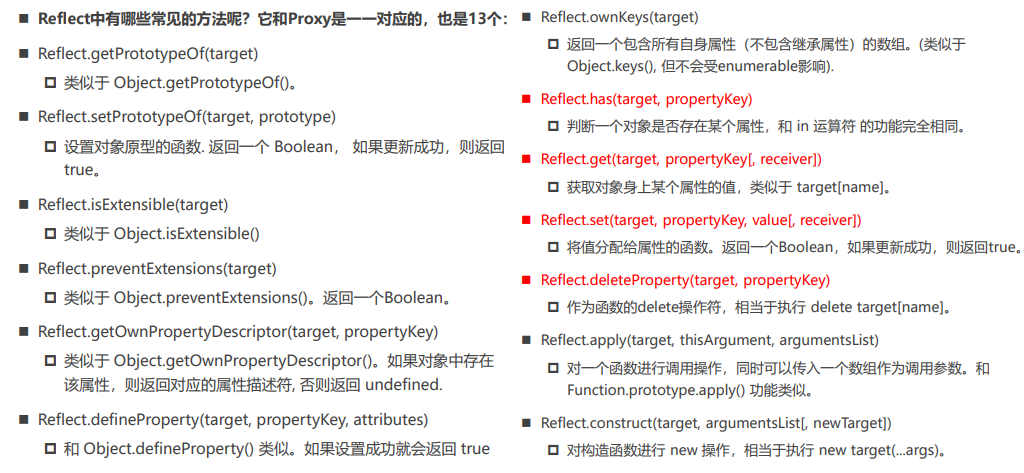 Reflect中有哪些常见的方法呢？它和Proxy是一一对应的，也是13个：
Reflect.getPrototypeOf(target)
类似于 Object.getPrototypeOf()。
Reflect.setPrototypeOf(target, prototype)
设置对象原型的函数. 返回一个 Boolean， 如果更新成功，则返回
true。
Reflect.isExtensible(target)
类似于 Object.isExtensible()
Reflect.preventExtensions(target)
类似于 Object.preventExtensions()。返回一个Boolean。
Reflect.getOwnPropertyDescriptor(target, propertyKey)
类似于 Object.getOwnPropertyDescriptor()。如果对象中存在
该属性，则返回对应的属性描述符, 否则返回 undefined.
Reflect.defineProperty(target, propertyKey, attributes)
和 Object.defineProperty() 类似。如果设置成功就会返回 true
Reflect.ownKeys(target)
返回一个包含所有自身属性（不包含继承属性）的数组。(类似于
Object.keys(), 但不会受enumerable影响).
Reflect.has(target, propertyKey)
判断一个对象是否存在某个属性，和 in 运算符 的功能完全相同。
Reflect.get(target, propertyKey[, receiver])
获取对象身上某个属性的值，类似于 target[name]。
Reflect.set(target, propertyKey, value[, receiver])
将值分配给属性的函数。返回一个Boolean，如果更新成功，则返回true。
Reflect.deleteProperty(target, propertyKey)
作为函数的delete操作符，相当于执行 delete target[name]。
Reflect.apply(target, thisArgument, argumentsList)
对一个函数进行调用操作，同时可以传入一个数组作为调用参数。和
Function.prototype.apply() 功能类似。
Reflect.construct(target, argumentsList[, newTarget])
对构造函数进行 new 操作，相当于执行 new target(...args)。